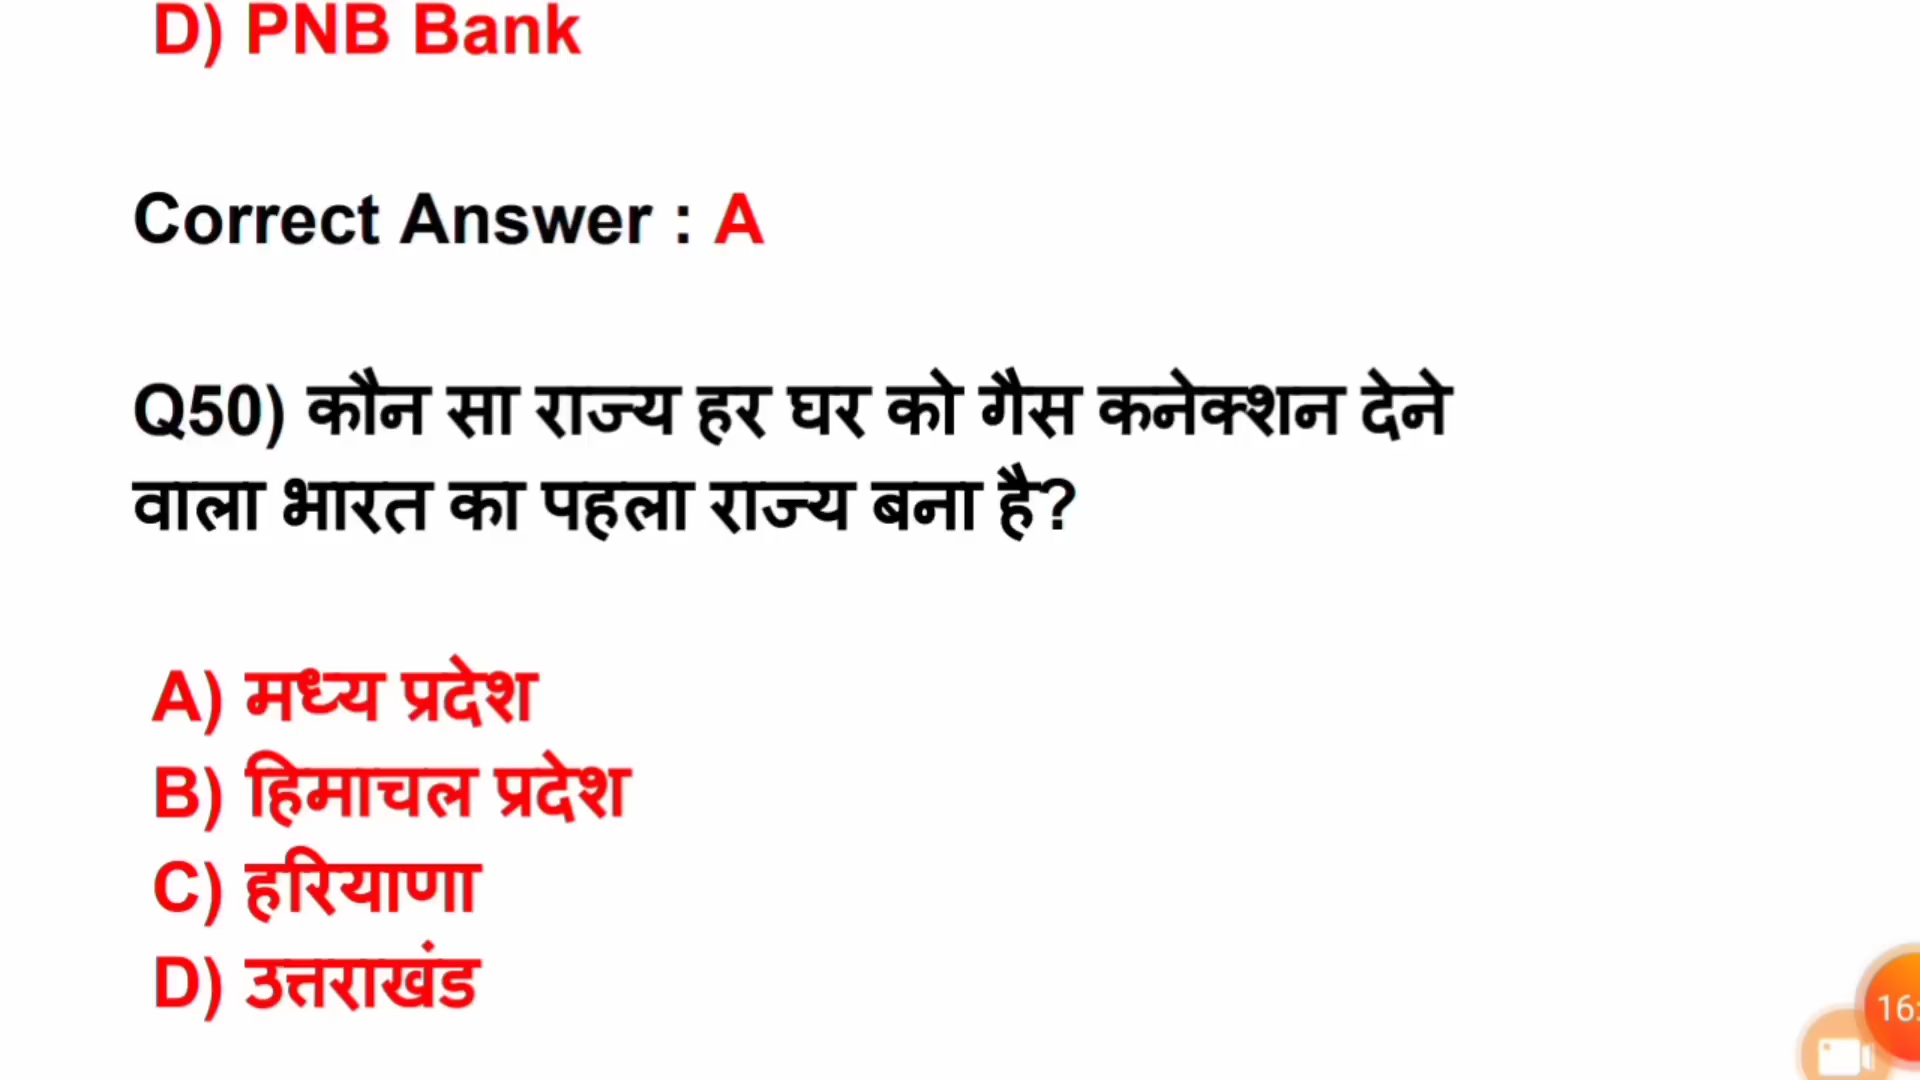 D) PNB Bank
Correct Answer : A
Q50) कौन सा राज्य हर घर को गैस कनेक्शन देने
वाला भारत का पहला राज्य बना है?
A) मध्य प्रदेश
B) हिमाचल प्रदेश
C) हरियाणा
D) उत्तराखंड
16: